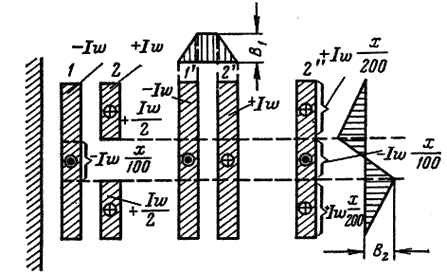 -Iw +Iw
1 2
+Iw/2
-Iw x/100
+Iw/2
B₁
1' 2'
-Iw +Iw
2" +Iw x/200
-Iw x/100
+Iw x/200
B₂